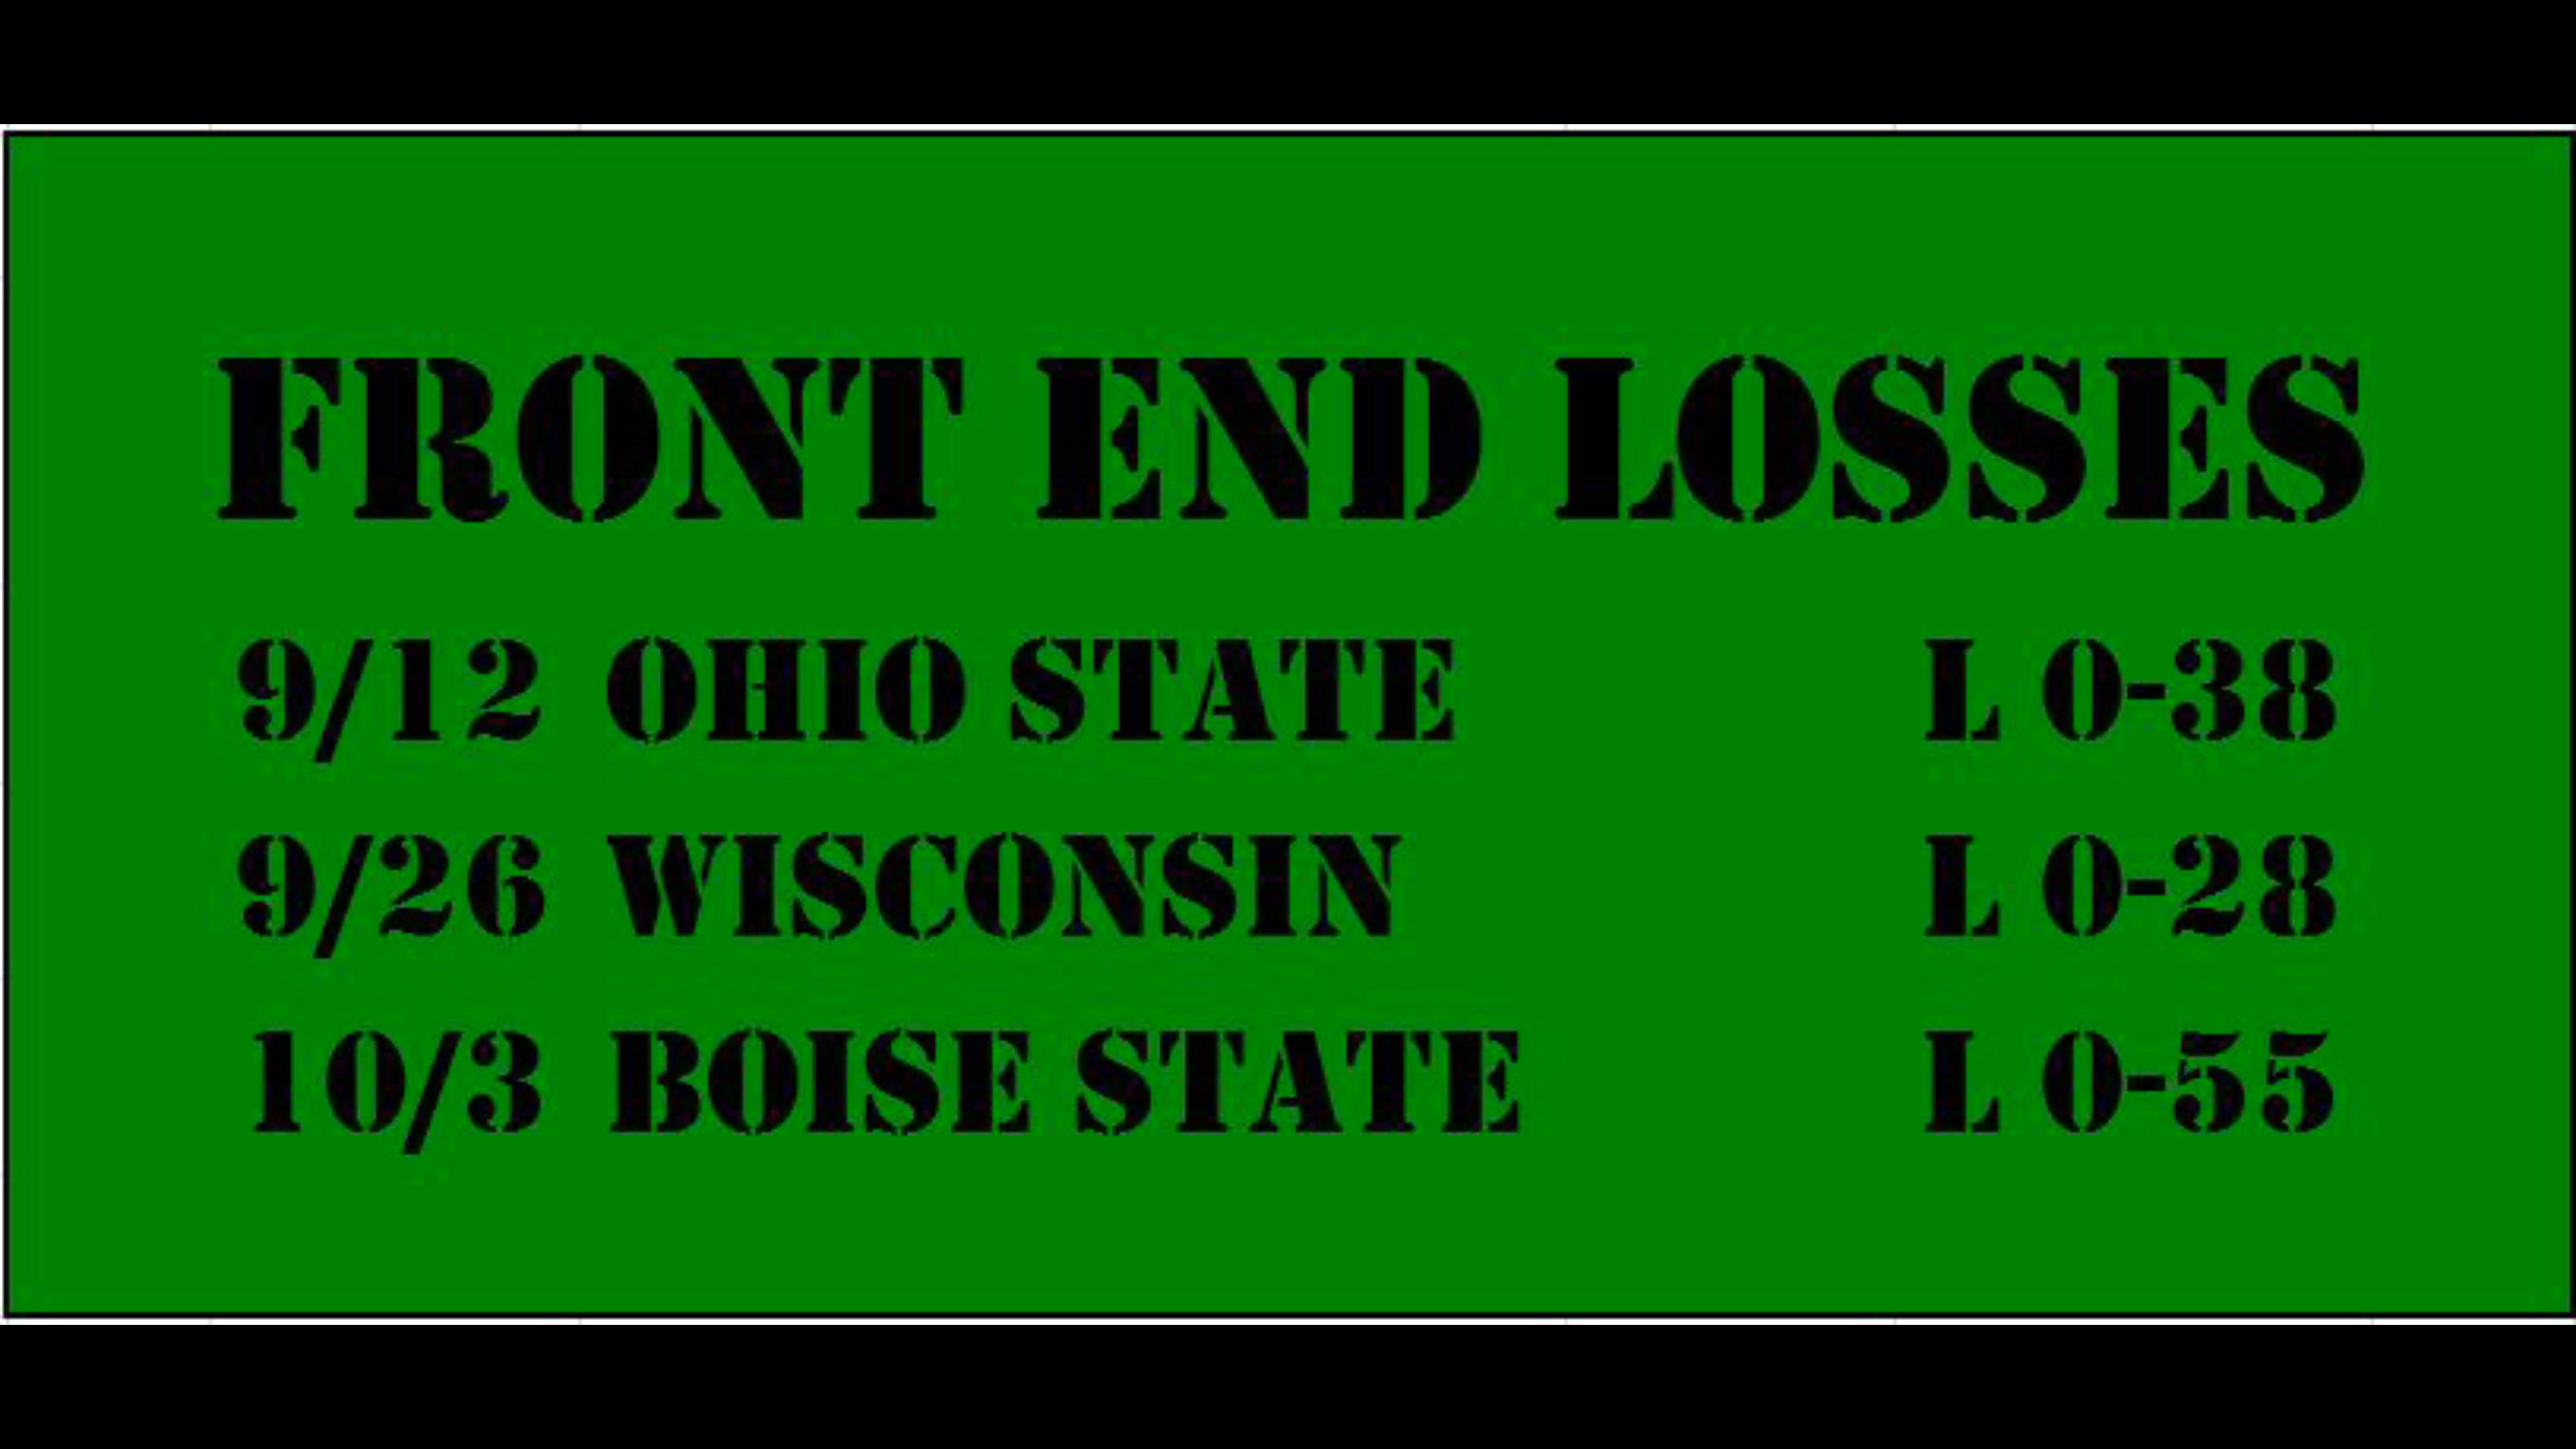 FRONT END LOSSES
9/12 OHIO STATE L 0-38
9/26 WISCONSIN L 0-28
10/3 BOISE STATE L 0-55